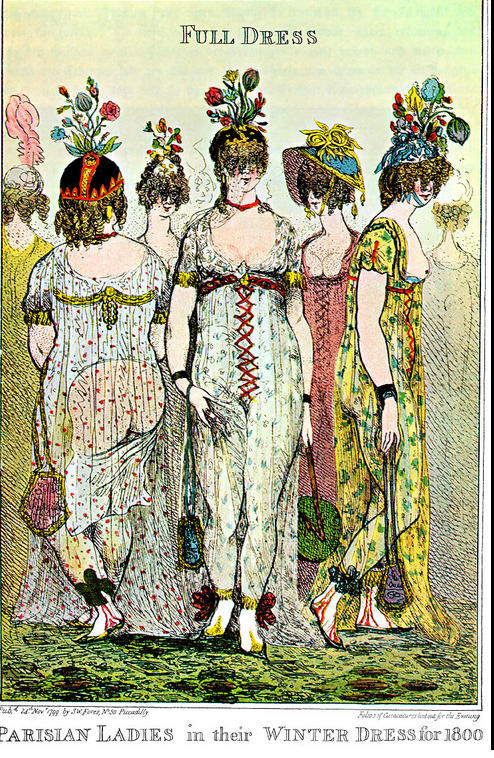 FULL DRESS
Pub.d 24th Nov 1799 by S.W. Fores, No 50 Piccadilly
Folios of Caracatures lent out for the Evening
PARISIAN LADIES in their WINTER DRESS for 1800